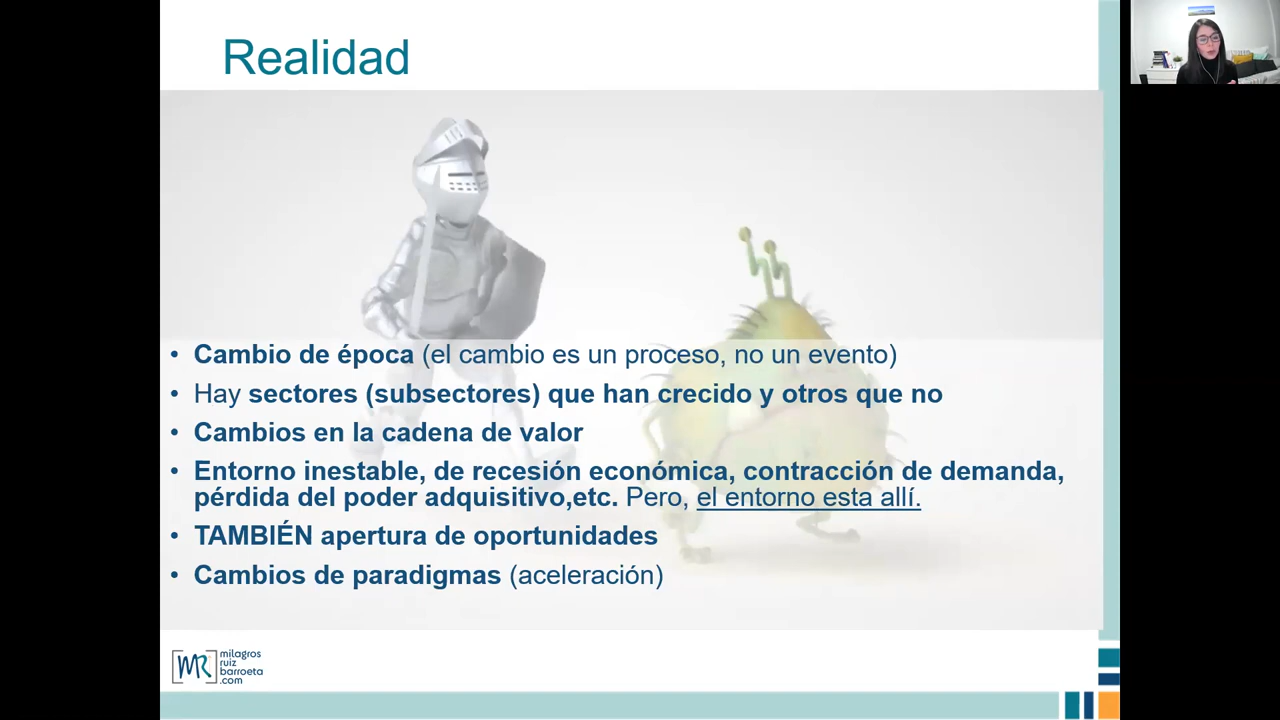 Realidad
• Cambio de época (el cambio es un proceso, no un evento)
• Hay sectores (subsectores) que han crecido y otros que no
• Cambios en la cadena de valor
• Entorno inestable, de recesión económica, contracción de demanda,
pérdida del poder adquisitivo,etc. Pero, el entorno esta allí.
• TAMBIÉN apertura de oportunidades
• Cambios de paradigmas (aceleración)
MR
milagros
ruiz
barroeta
.com